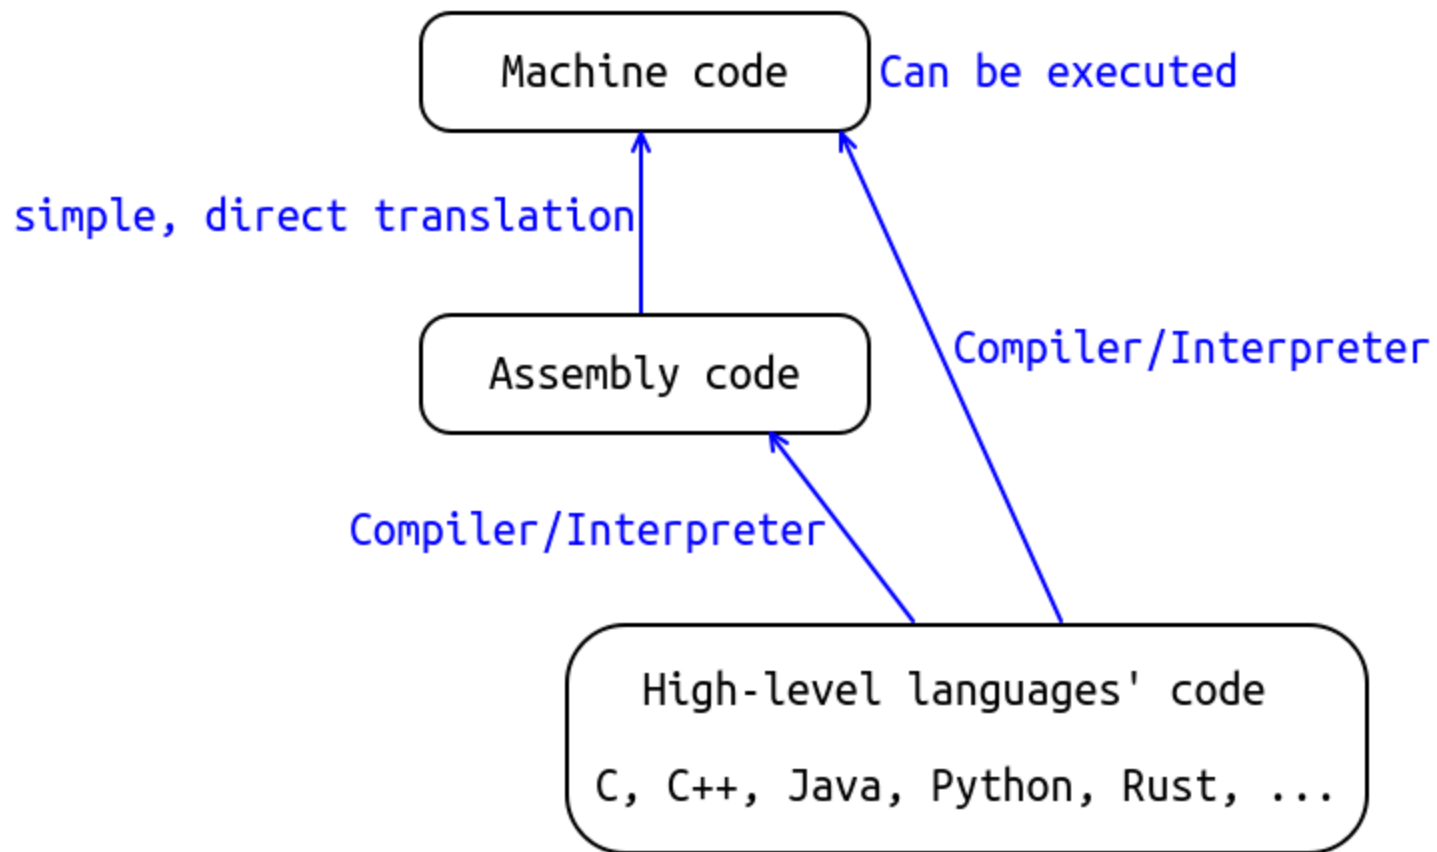 Machine code
Can be executed
simple, direct translation
Compiler/Interpreter
Assembly code
Compiler/Interpreter
High-level languages' code
C, C++, Java, Python, Rust, ...